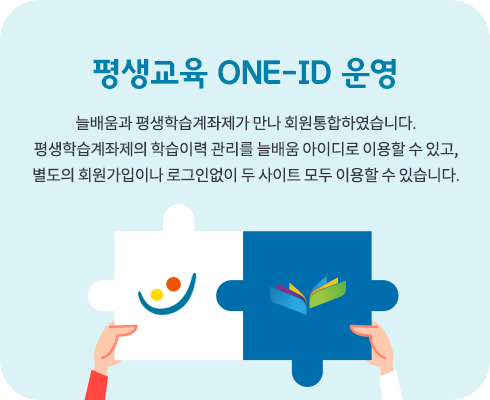 평생교육 ONE-ID 운영
늘배움과 평생학습계좌제가 만나 회원통합하였습니다.
평생학습계좌제의 학습이력 관리를 늘배움 아이디로 이용할 수 있고,
별도의 회원가입이나 로그인없이 두 사이트 모두 이용할 수 있습니다.